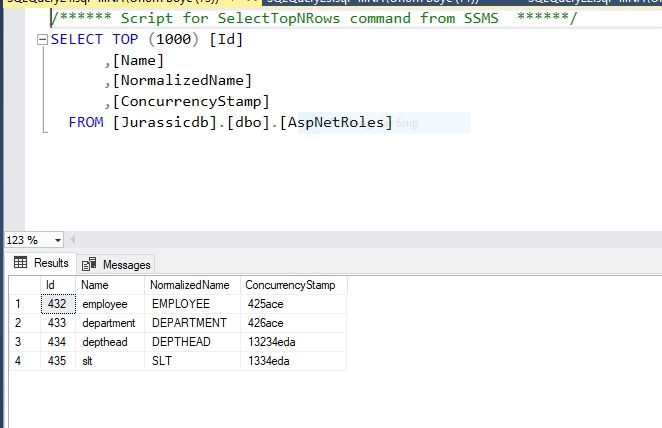 /****** Script for SelectTopNRows command from SSMS ******/
SELECT TOP (1000) [Id]
,[Name]
,[NormalizedName]
,[ConcurrencyStamp]
FROM [Jurassicdb].[dbo].[AspNetRoles]
Snip
123 %
Results Messages
Id Name NormalizedName ConcurrencyStamp
1 432 employee EMPLOYEE 425ace
2 433 department DEPARTMENT 426ace
3 434 depthead DEPTHEAD 13234eda
4 435 slt SLT 1334eda